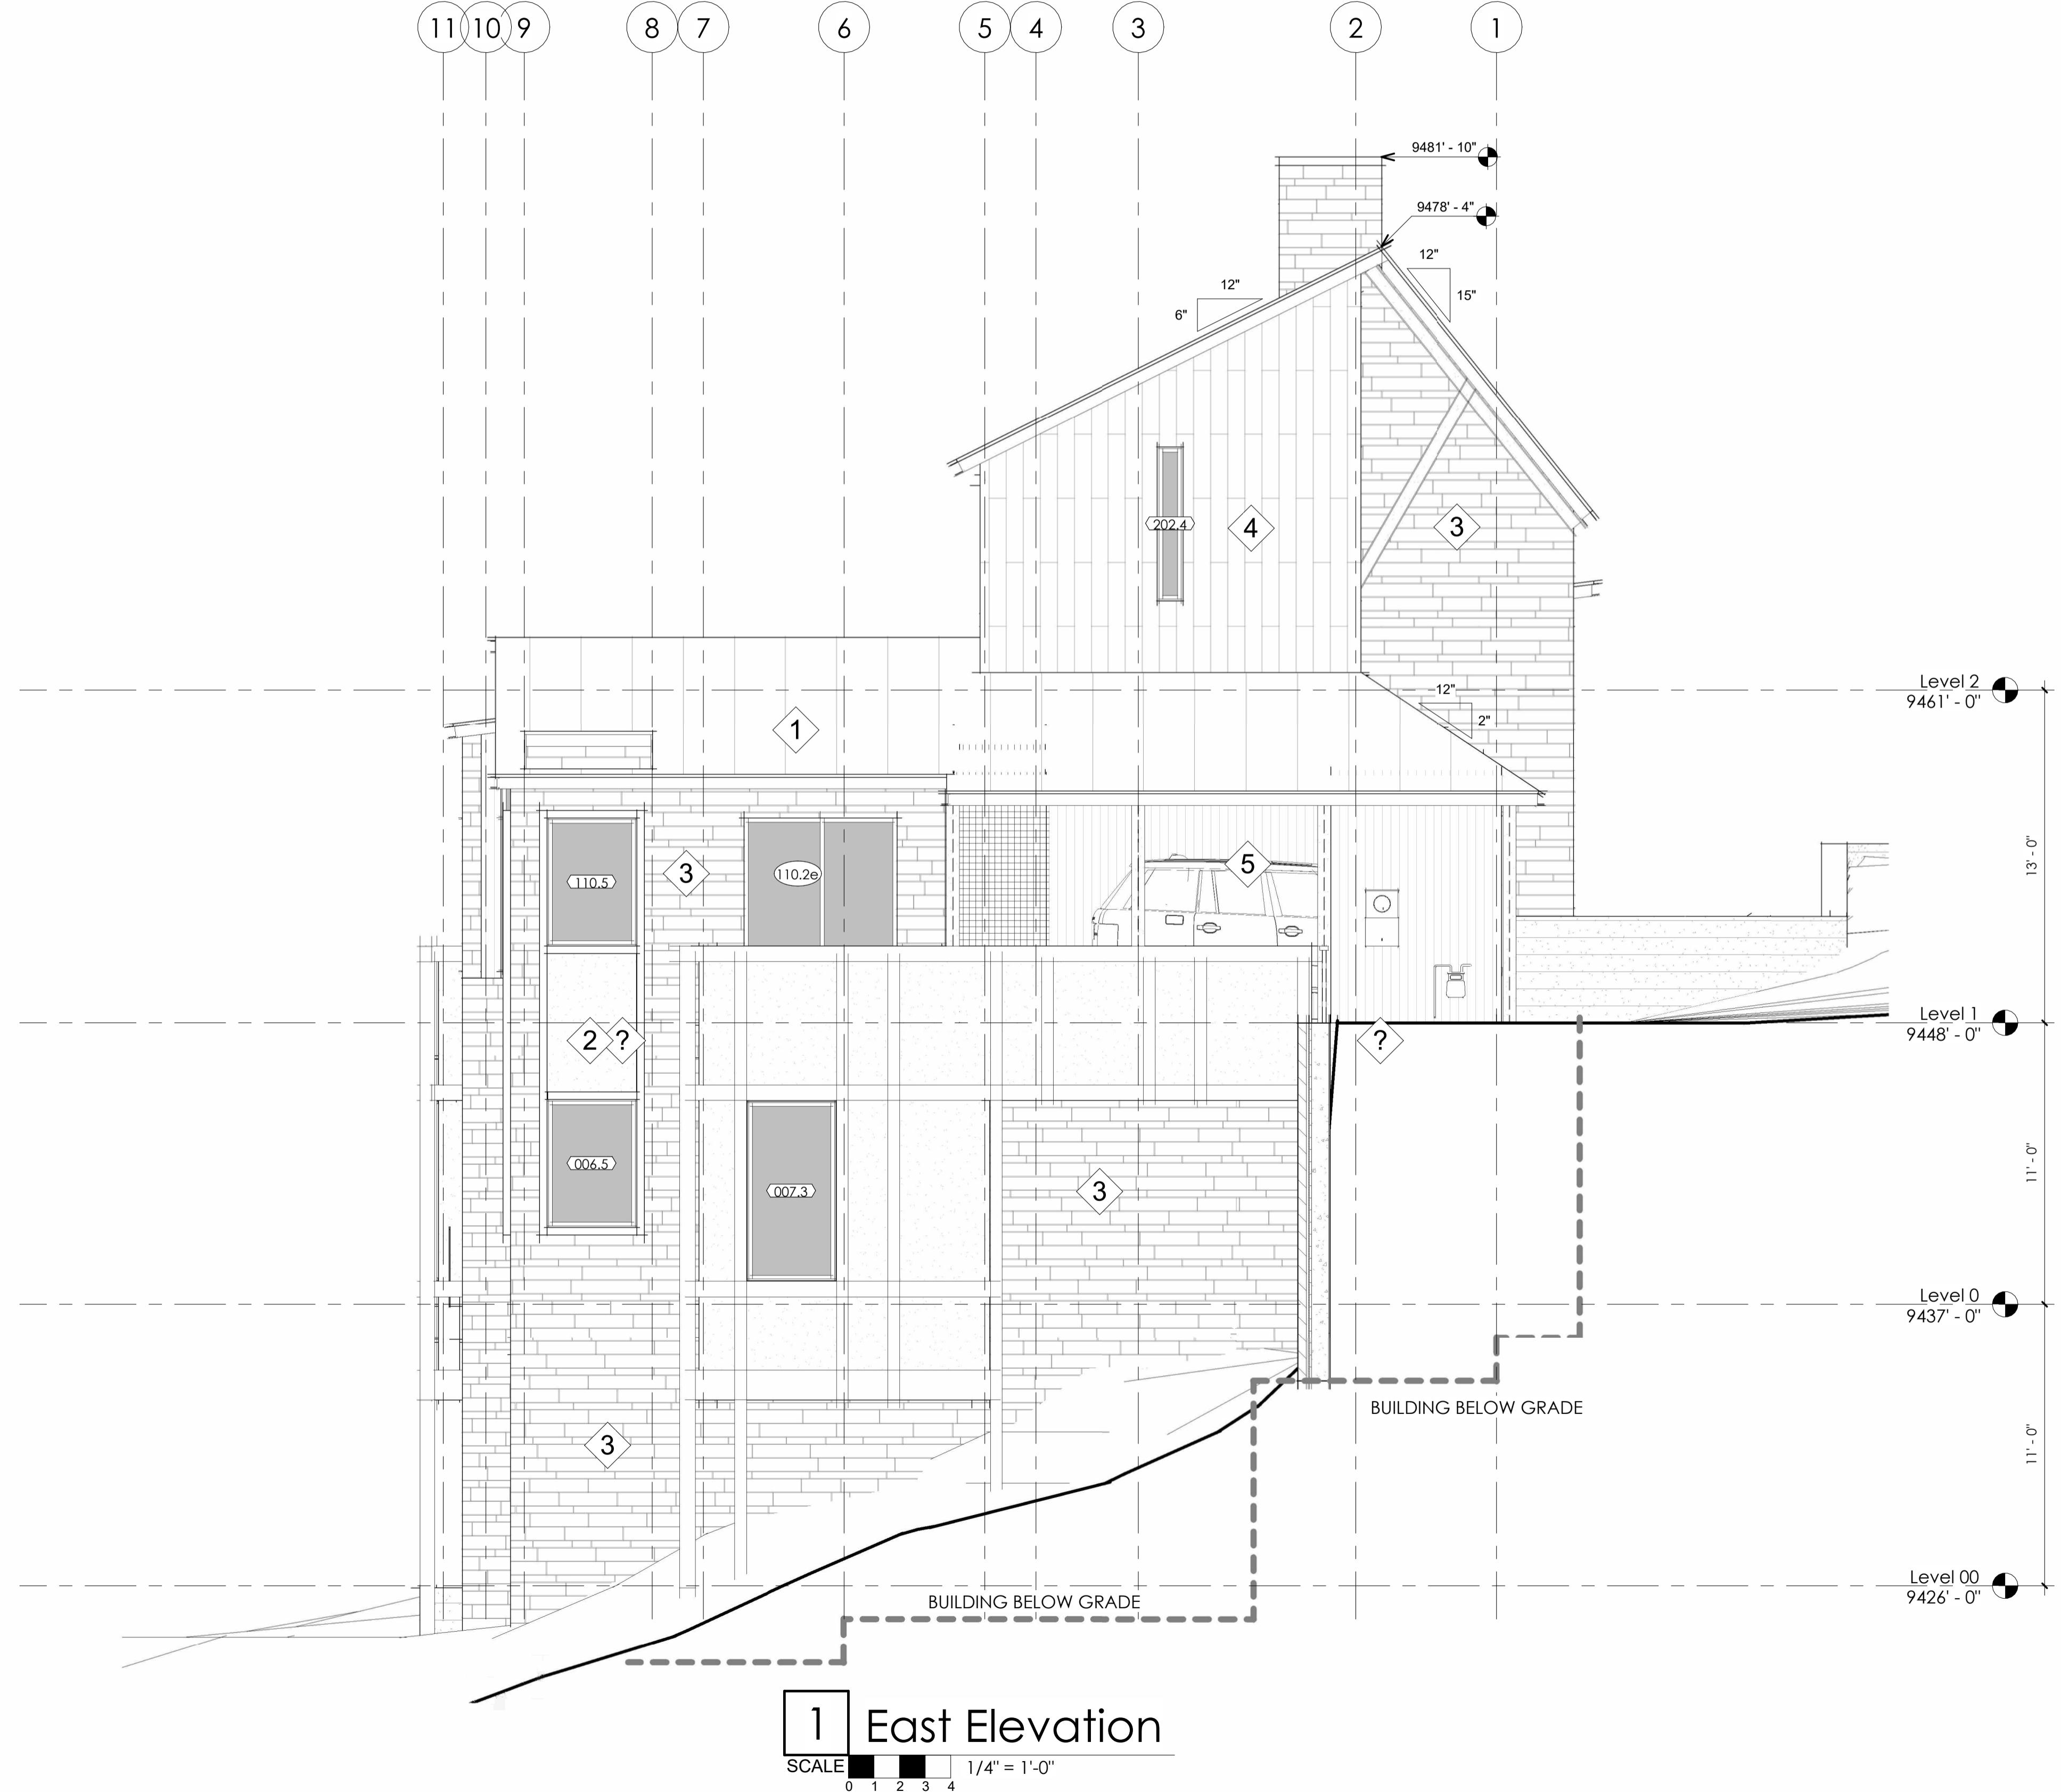 11 10 9 8 7 6 5 4 3 2 1
9481' - 10"
9478' - 4"
12"
15"
12"
6"
202.4
4
3
Level 2
9461' - 0"
12"
2"
1
13' - 0"
110.5
3
110.2e
5
Level 1
9448' - 0"
2
?
?
11' - 0"
006.5
007.3
3
Level 0
9437' - 0"
BUILDING BELOW GRADE
3
11' - 0"
Level 00
9426' - 0"
BUILDING BELOW GRADE
1 East Elevation
SCALE 1/4" = 1'-0"
0 1 2 3 4